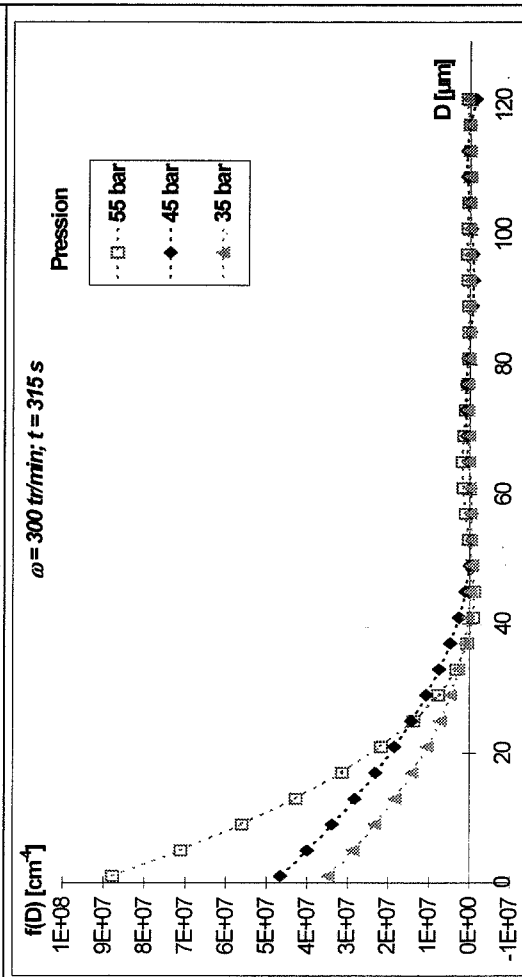 ω = 300 tr/min; t = 315 s
f(D) [cm⁻⁴]
Pression
55 bar
45 bar
35 bar
1E+08
9E+07
8E+07
7E+07
6E+07
5E+07
4E+07
3E+07
2E+07
1E+07
0E+00
-1E+07
0
20
40
60
80
100
120
D [µm]